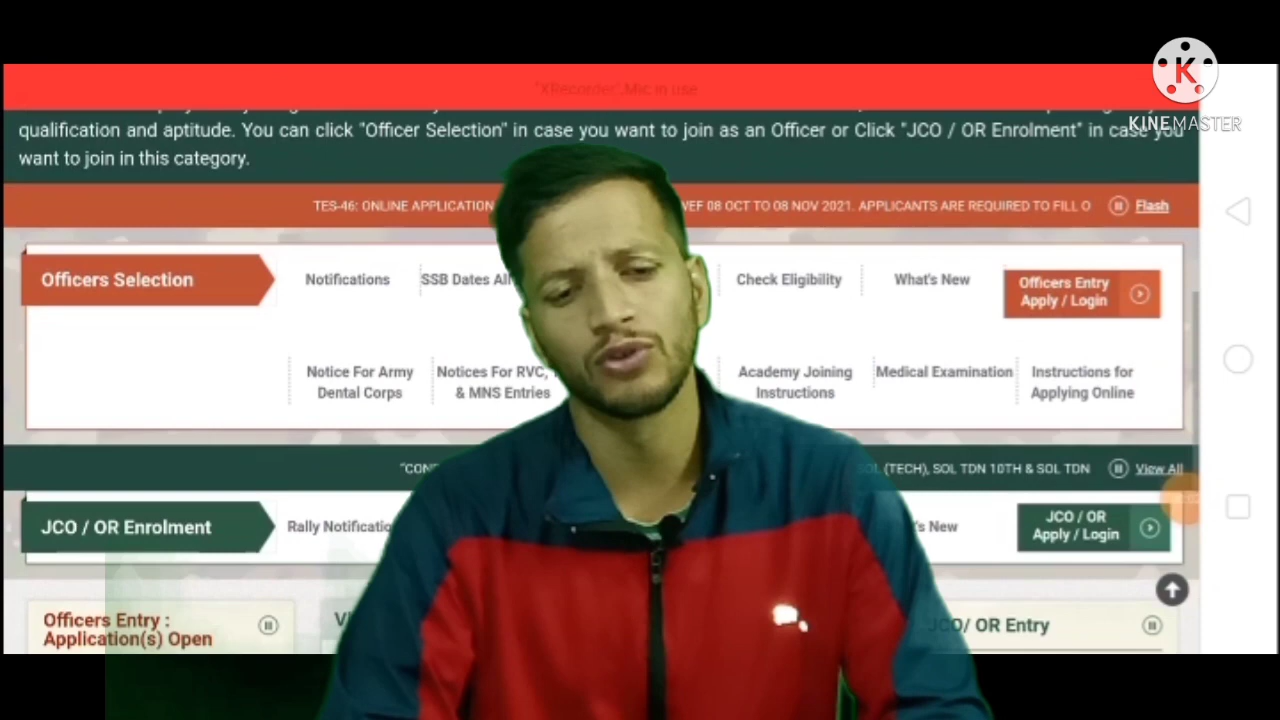 "XRecorder" Mic in use
K
KINEMASTER
qualification and aptitude. You can click "Officer Selection" in case you want to join as an Officer or Click "JCO / OR Enrolment" in case you
want to join in this category.
TES-46: ONLINE APPLICATION WEF 08 OCT TO 08 NOV 2021. APPLICANTS ARE REQUIRED TO FILL O
Flash
Officers Selection
Notifications
SSB Dates
Check Eligibility
What's New
Officers Entry
Apply / Login
Notice For Army
Dental Corps
Notices For RVC,
& MNS Entries
Academy Joining
Instructions
Medical Examination
Instructions for
Applying Online
(TECH), SOL TDN 10TH & SOL TDN
View All
JCO / OR Enrolment
Rally
New
JCO / OR
Apply / Login
Officers Entry :
Application(s) Open
JCO/ OR Entry